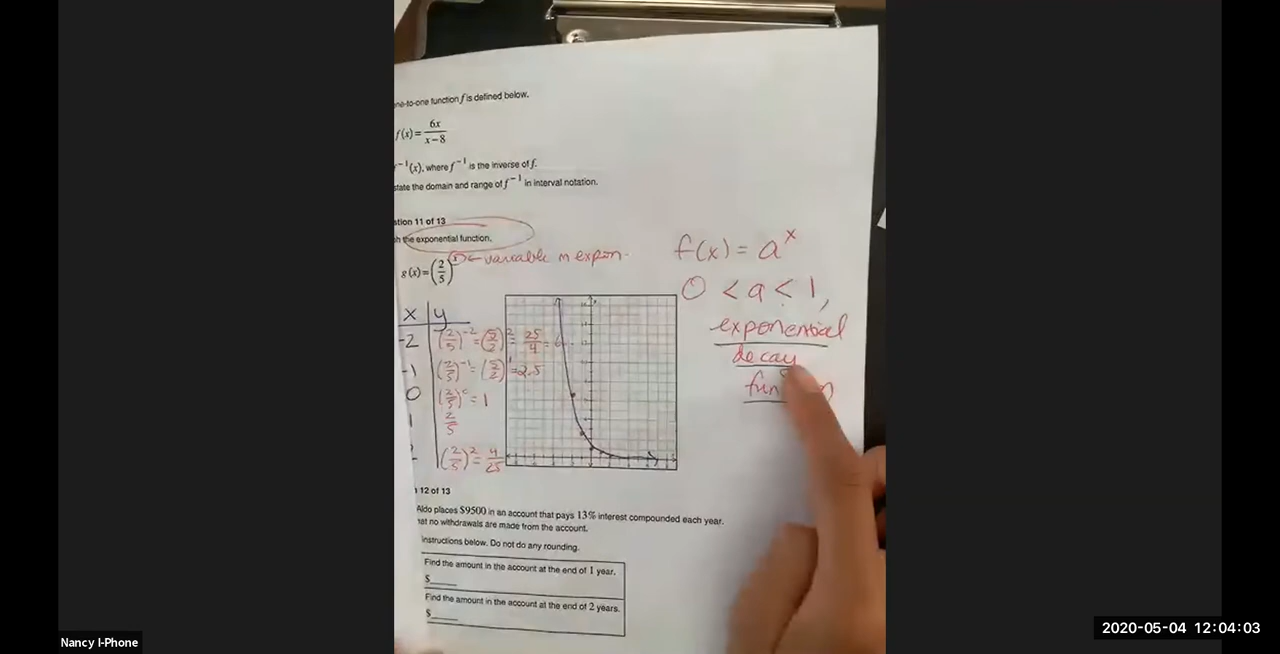 one-to-one function f is defined below.
f(x) = 6x / x−8
f⁻¹(x), where f⁻¹ is the inverse of f.
state the domain and range of f⁻¹ in interval notation.
stion 11 of 13
h the exponential function.
g(x) = (2/5)^x ← variable in expon.
f(x) = a^x
0 < a < 1,
exponential
decay
x | y
-2 | (2/5)^-2 = (5/2)^2 = 25/4 = 6.
-1 | (2/5)^-1 = (5/2)^1 = 2.5
0 | (2/5)^0 = 1
1 | 2/5
(2/5)^2 = 4/25
12 of 13
Aldo places $9500 in an account that pays 13% interest compounded each year.
hat no withdrawals are made from the account.
instructions below. Do not do any rounding.
Find the amount in the account at the end of 1 year.
$____
Find the amount in the account at the end of 2 years.
$____
Nancy I-Phone
2020-05-04 12:04:03